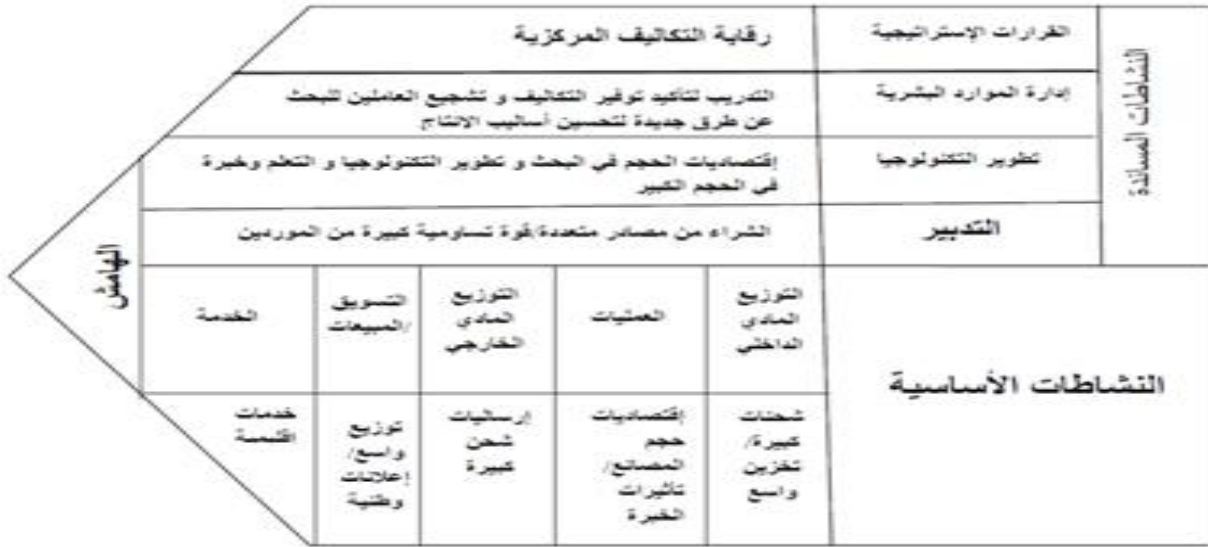 النشاطات المساندة
القرارات الإستراتيجية
رقابة التكاليف المركزية
إدارة الموارد البشرية
التدريب لتأكيد توفير التكاليف و تشجيع العاملين للبحث
عن طرق جديدة لتحسين أساليب الانتاج
تطوير التكنولوجيا
إقتصاديات الحجم في البحث و تطوير التكنولوجيا و التعلم وخبرة
في الحجم الكبير
التدبير
الشراء من مصادر متعددة/قوة تساومية كبيرة من الموردين
الهامش
النشاطات الأساسية
التوزيع
المادي
الداخلي
العمليات
التوزيع
المادي
الخارجي
التسويق
/المبيعات
الخدمة
شحنات
كبيرة/
تخزين
واسع
إقتصاديات
حجم
المصانع/
تأثيرات
الخبرة
إرساليات
شحن
كبيرة
توزيع
واسع/
إعلانات
وطنية
خدمات